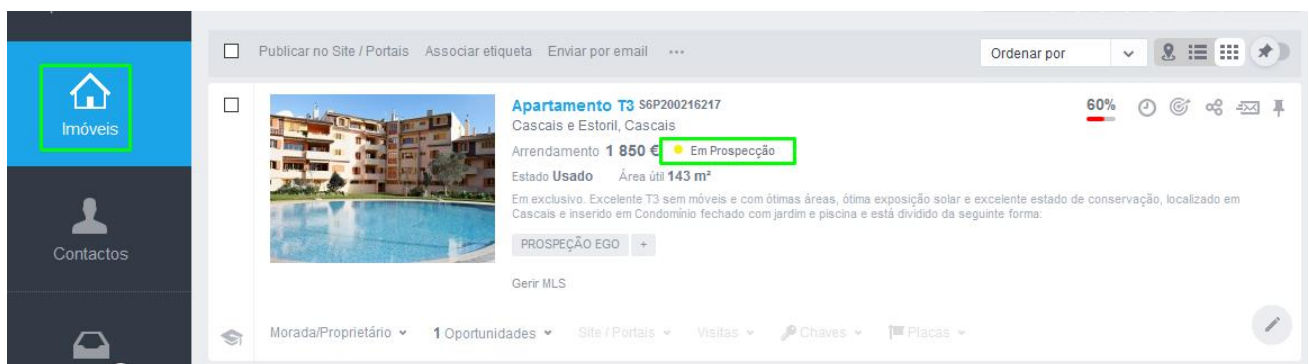 Publicar no Site / Portais Associar etiqueta Enviar por email ... Ordenar por
Imóveis
Contactos
Apartamento T3 S6P200216217 60%
Cascais e Estoril, Cascais
Arrendamento 1 850 € Em Prospecção
Estado Usado Área útil 143 m²
Em exclusivo. Excelente T3 sem móveis e com ótimas áreas, ótima exposição solar e excelente estado de conservação, localizado em
Cascais e inserido em Condomínio fechado com jardim e piscina e está dividido da seguinte forma:
PROSPEÇÃO EGO +
Gerir MLS
Morada/Proprietário 1 Oportunidades Site / Portais Visitas Chaves Placas